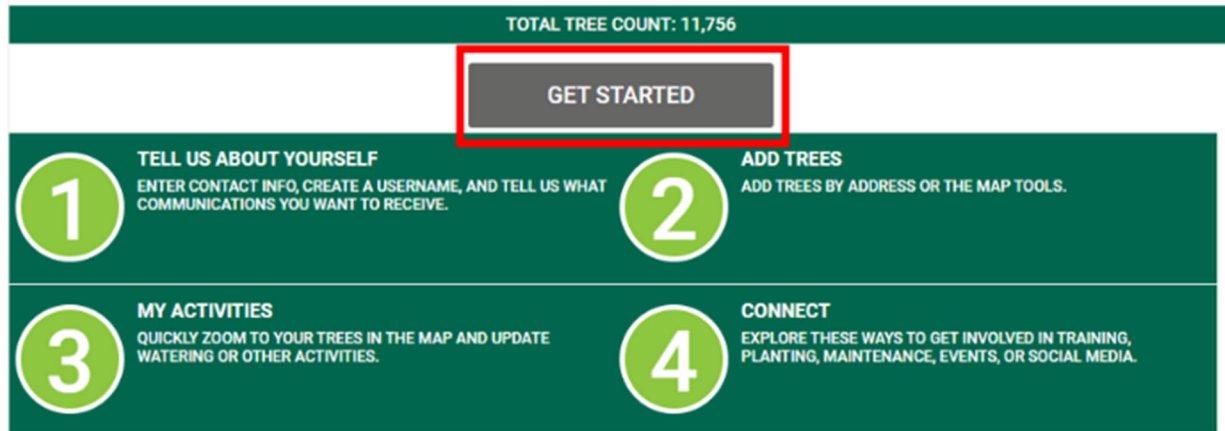 TOTAL TREE COUNT: 11,756
GET STARTED
1
TELL US ABOUT YOURSELF
ENTER CONTACT INFO, CREATE A USERNAME, AND TELL US WHAT
COMMUNICATIONS YOU WANT TO RECEIVE.
2
ADD TREES
ADD TREES BY ADDRESS OR THE MAP TOOLS.
3
MY ACTIVITIES
QUICKLY ZOOM TO YOUR TREES IN THE MAP AND UPDATE
WATERING OR OTHER ACTIVITIES.
4
CONNECT
EXPLORE THESE WAYS TO GET INVOLVED IN TRAINING,
PLANTING, MAINTENANCE, EVENTS, OR SOCIAL MEDIA.